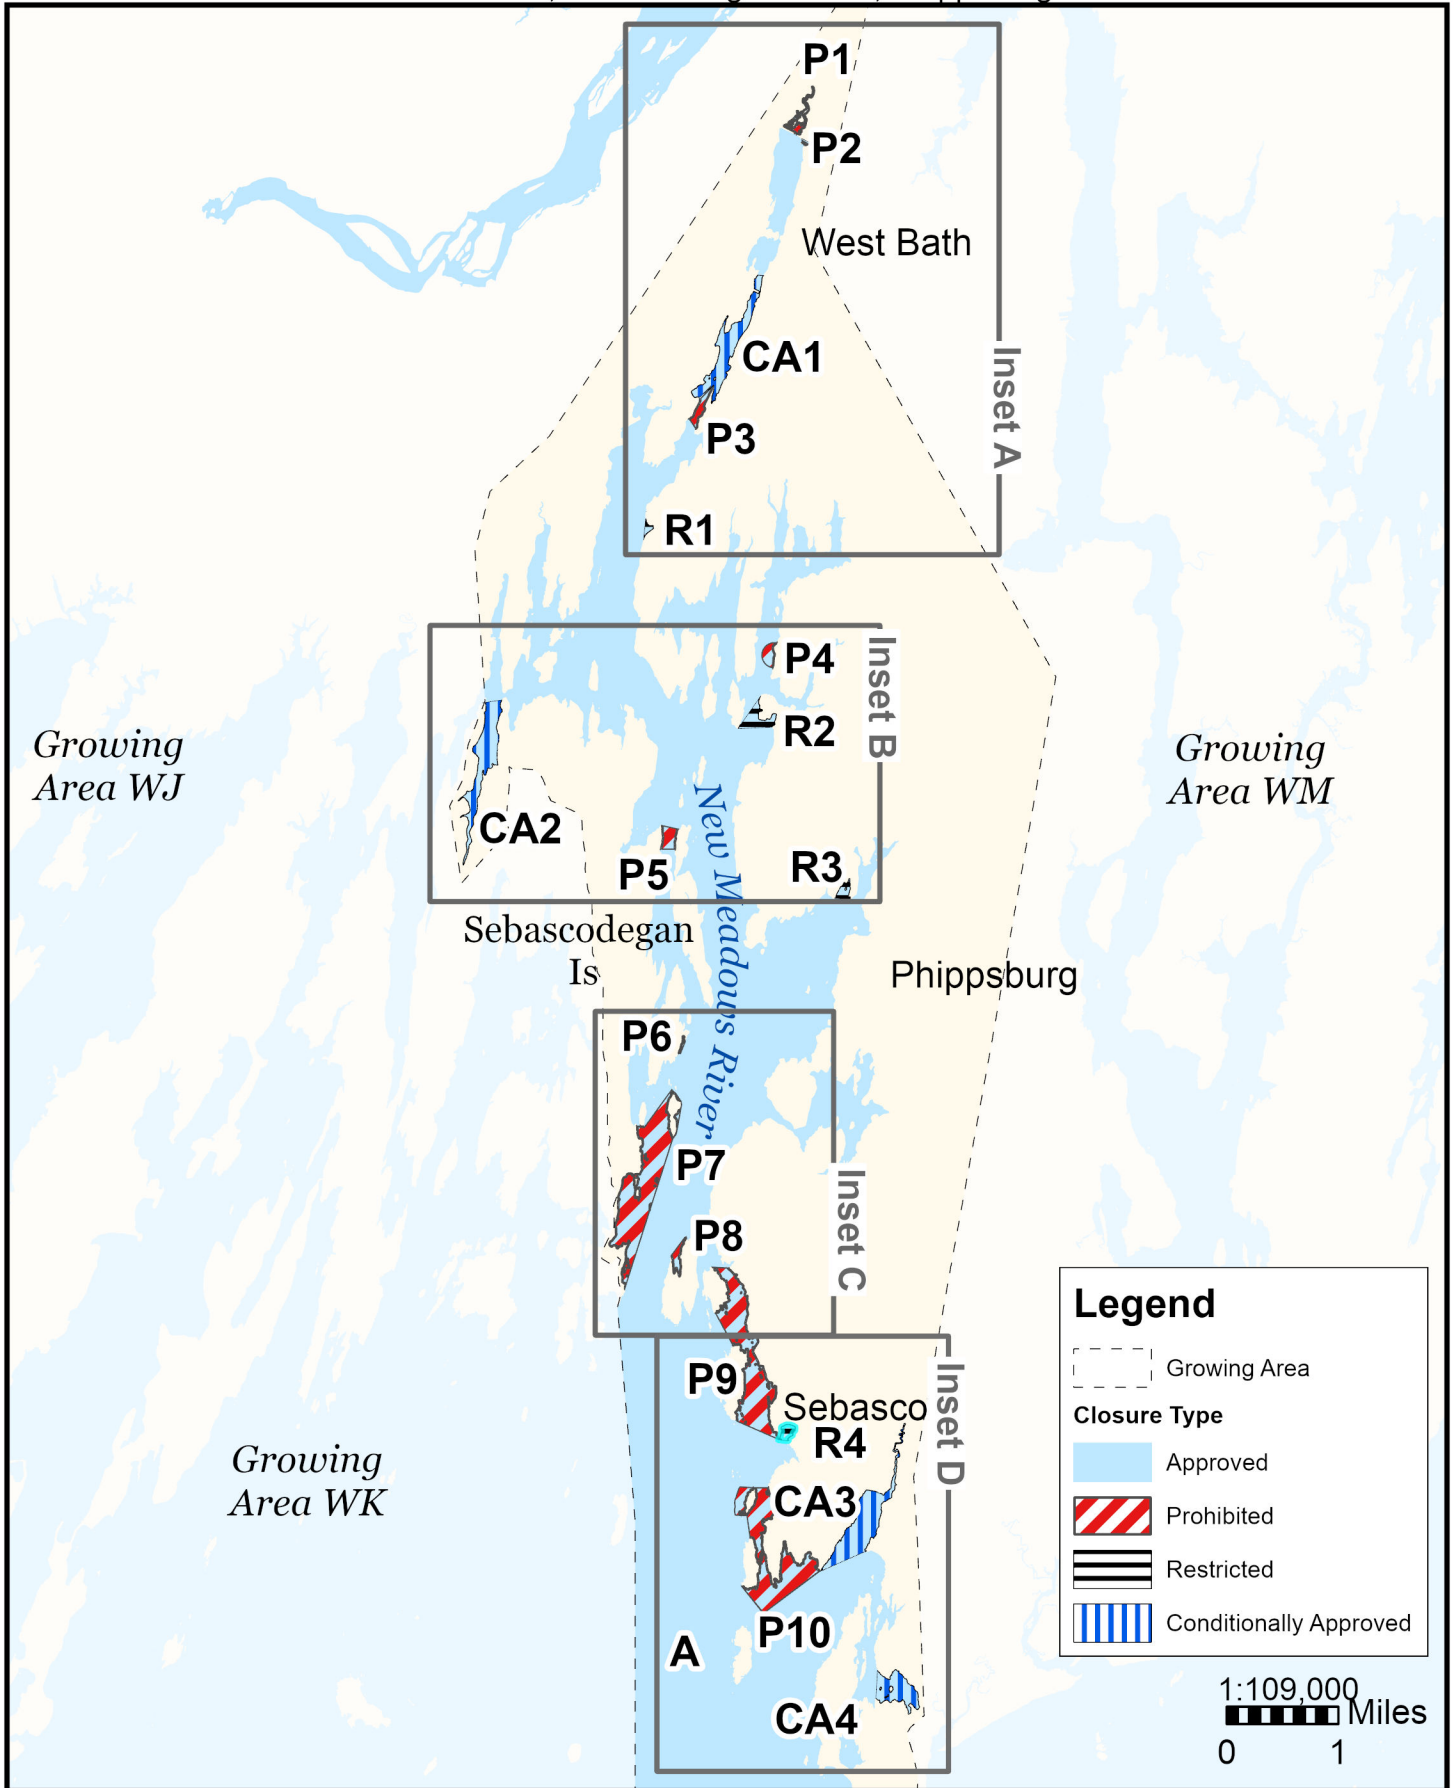 P1
P2
West Bath
CA1
Inset A
P3
R1
P4
Inset B
R2
Growing
Area WJ
Growing
Area WM
CA2
P5
R3
New Meadows River
Sebascodegan
Is
Phippsburg
P6
P7
P8
Inset C
P9
Sebasco
R4
Inset D
CA3
Growing
Area WK
P10
A
CA4
Legend
Growing Area
Closure Type
Approved
Prohibited
Restricted
Conditionally Approved
1:109,000
Miles
0 1